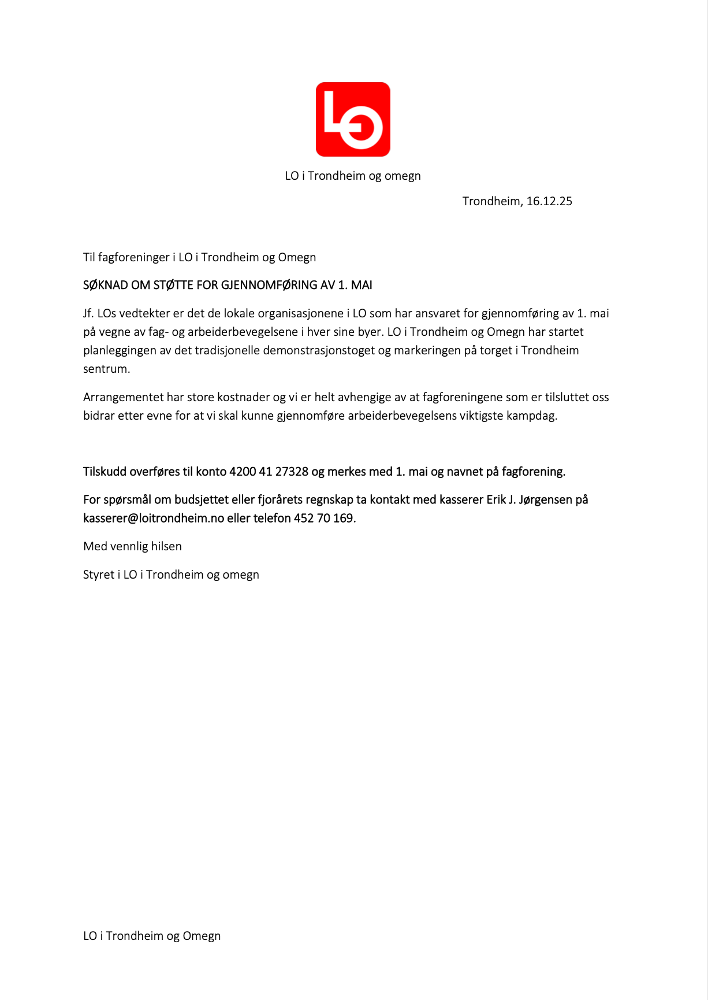 LO
LO i Trondheim og omegn
Trondheim, 16.12.25
Til fagforeninger i LO i Trondheim og Omegn
SØKNAD OM STØTTE FOR GJENNOMFØRING AV 1. MAI
Jf. LOs vedtekter er det de lokale organisasjonene i LO som har ansvaret for gjennomføring av 1. mai
på vegne av fag- og arbeiderbevegelsene i hver sine byer. LO i Trondheim og Omegn har startet
planleggingen av det tradisjonelle demonstrasjonstoget og markeringen på torget i Trondheim
sentrum.
Arrangementet har store kostnader og vi er helt avhengige av at fagforeningene som er tilsluttet oss
bidrar etter evne for at vi skal kunne gjennomføre arbeiderbevegelsens viktigste kampdag.
Tilskudd overføres til konto 4200 41 27328 og merkes med 1. mai og navnet på fagforening.
For spørsmål om budsjettet eller fjorårets regnskap ta kontakt med kasserer Erik J. Jørgensen på
kasserer@loitrondheim.no eller telefon 452 70 169.
Med vennlig hilsen
Styret i LO i Trondheim og omegn
LO i Trondheim og Omegn